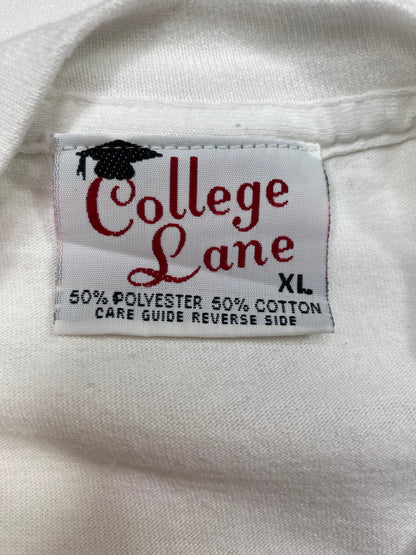 College
Lane
XL
50% POLYESTER 50% COTTON
CARE GUIDE REVERSE SIDE